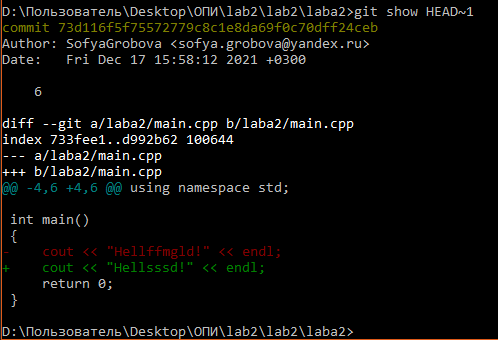 D:\Пользователь\Desktop\ОПИ\lab2\lab2\laba2>git show HEAD~1
commit 73d116f5f75572779c8c1e8da69f0c70dff24ceb
Author: SofyaGrobova <sofya.grobova@yandex.ru>
Date:   Fri Dec 17 15:58:12 2021 +0300

    6

diff --git a/laba2/main.cpp b/laba2/main.cpp
index 733fee1..d992b62 100644
--- a/laba2/main.cpp
+++ b/laba2/main.cpp
@@ -4,6 +4,6 @@ using namespace std;

 int main()
 {
-    cout << "Hellffmgld!" << endl;
+    cout << "Hellsssd!" << endl;
     return 0;
 }

D:\Пользователь\Desktop\ОПИ\lab2\lab2\laba2>